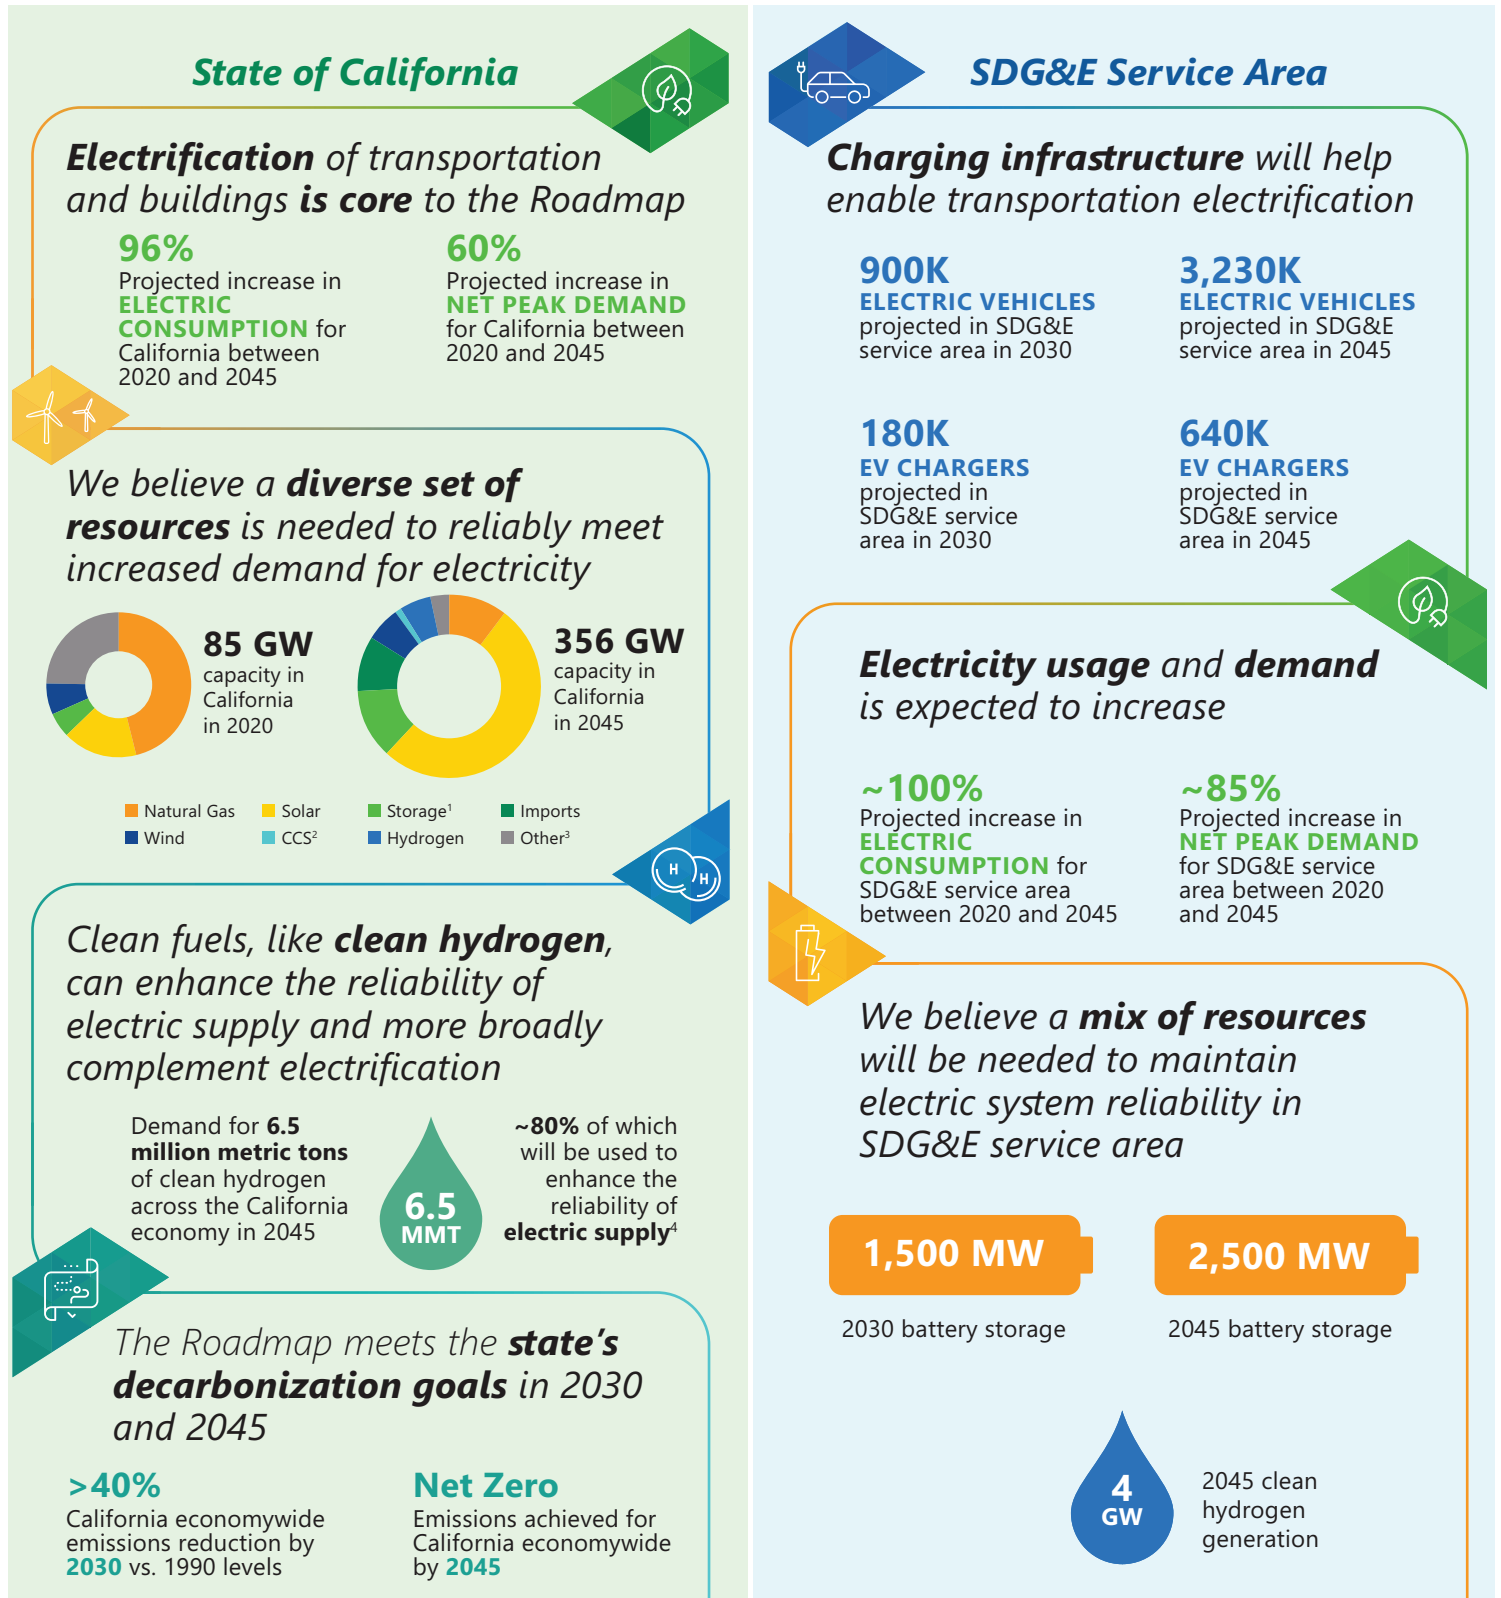 State of California
Electrification of transportation
and buildings is core to the Roadmap
96%
Projected increase in
ELECTRIC
CONSUMPTION for
California between
2020 and 2045
60%
Projected increase in
NET PEAK DEMAND
for California between
2020 and 2045
We believe a diverse set of
resources is needed to reliably meet
increased demand for electricity
85 GW
capacity in
California
in 2020
356 GW
capacity in
California
in 2045
Natural Gas
Solar
Storage¹
Imports
Wind
CCS²
Hydrogen
Other³
H
H
Clean fuels, like clean hydrogen,
can enhance the reliability of
electric supply and more broadly
complement electrification
Demand for 6.5
million metric tons
of clean hydrogen
across the California
economy in 2045
6.5
MMT
~80% of which
will be used to
enhance the
reliability of
electric supply⁴
The Roadmap meets the state's
decarbonization goals in 2030
and 2045
>40%
California economywide
emissions reduction by
2030 vs. 1990 levels
Net Zero
Emissions achieved for
California economywide
by 2045
SDG&E Service Area
Charging infrastructure will help
enable transportation electrification
900K
ELECTRIC VEHICLES
projected in SDG&E
service area in 2030
3,230K
ELECTRIC VEHICLES
projected in SDG&E
service area in 2045
180K
EV CHARGERS
projected in
SDG&E service
area in 2030
640K
EV CHARGERS
projected in
SDG&E service
area in 2045
Electricity usage and demand
is expected to increase
~100%
Projected increase in
ELECTRIC
CONSUMPTION for
SDG&E service area
between 2020 and 2045
~85%
Projected increase in
NET PEAK DEMAND
for SDG&E service
area between 2020
and 2045
We believe a mix of resources
will be needed to maintain
electric system reliability in
SDG&E service area
1,500 MW
2030 battery storage
2,500 MW
2045 battery storage
4
GW
2045 clean
hydrogen
generation